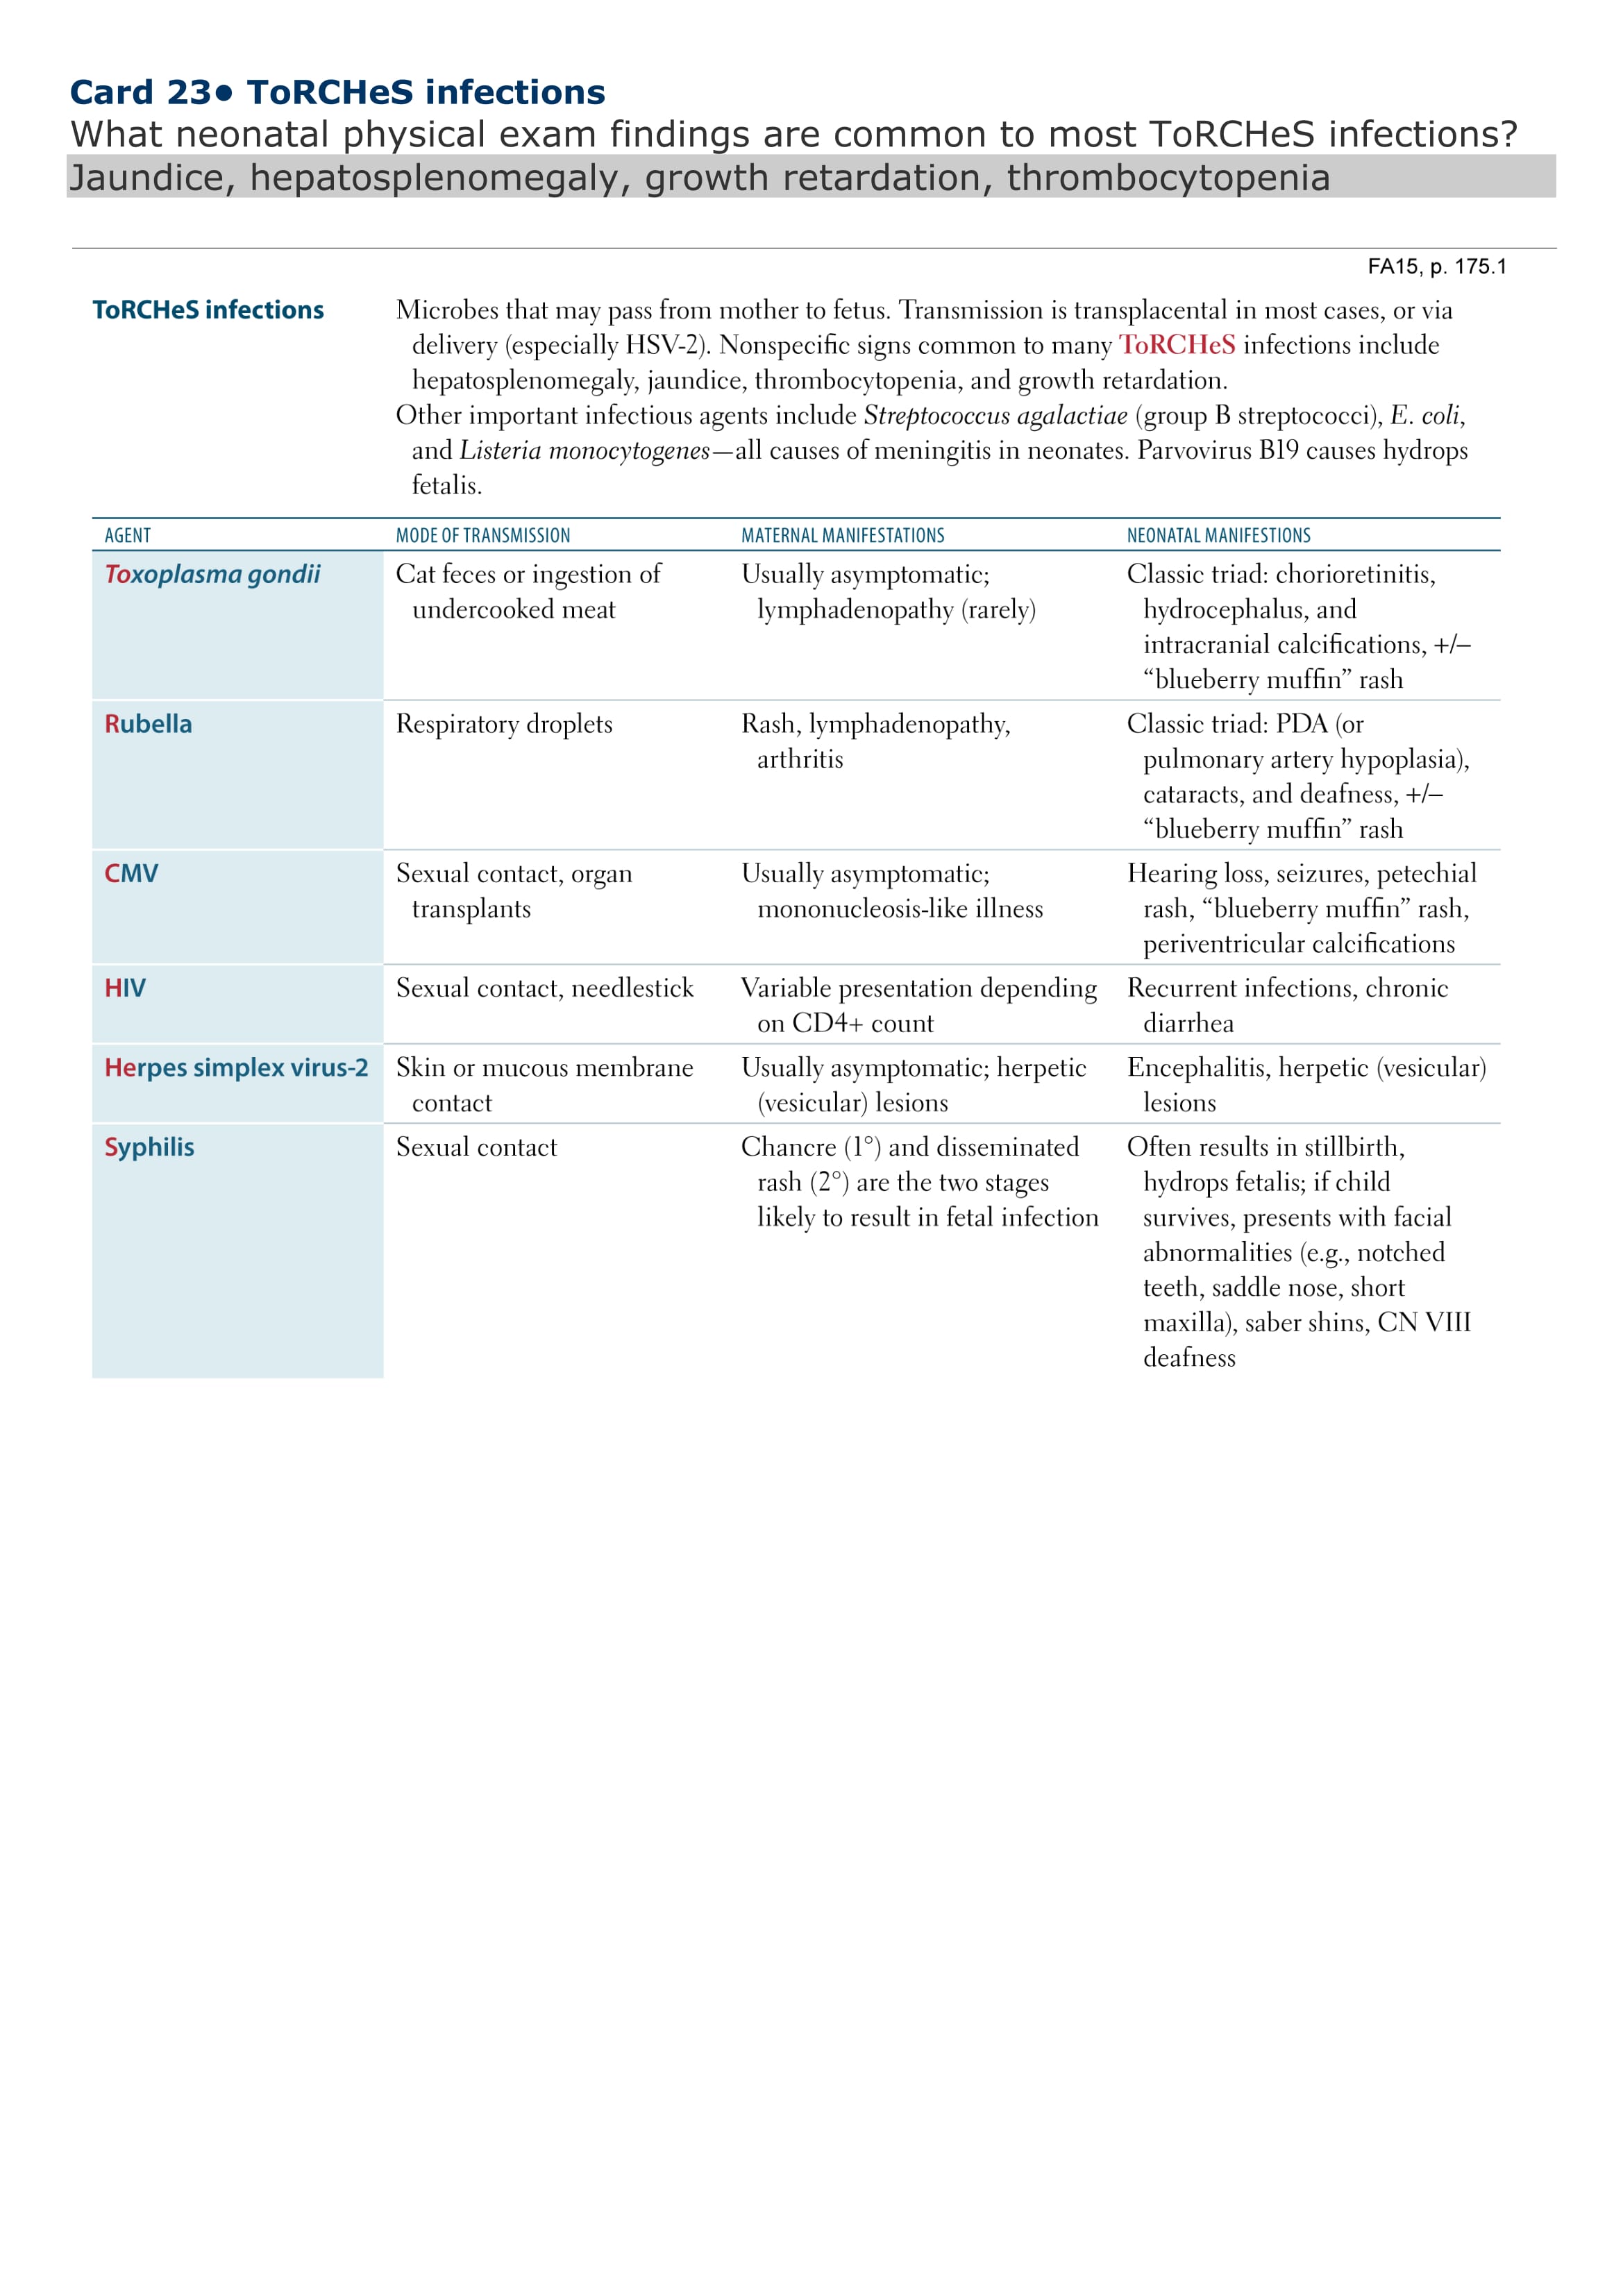 Card 23● ToRCHeS infections
What neonatal physical exam findings are common to most ToRCHeS infections?
Jaundice, hepatosplenomegaly, growth retardation, thrombocytopenia
FA15, p. 175.1
ToRCHeS infections
Microbes that may pass from mother to fetus. Transmission is transplacental in most cases, or via
delivery (especially HSV-2). Nonspecific signs common to many ToRCHeS infections include
hepatosplenomegaly, jaundice, thrombocytopenia, and growth retardation.
Other important infectious agents include Streptococcus agalactiae (group B streptococci), E. coli,
and Listeria monocytogenes—all causes of meningitis in neonates. Parvovirus B19 causes hydrops
fetalis.
AGENT
MODE OF TRANSMISSION
MATERNAL MANIFESTATIONS
NEONATAL MANIFESTIONS
Toxoplasma gondii
Cat feces or ingestion of
undercooked meat
Usually asymptomatic;
lymphadenopathy (rarely)
Classic triad: chorioretinitis,
hydrocephalus, and
intracranial calcifications, +/−
“blueberry muffin” rash
Rubella
Respiratory droplets
Rash, lymphadenopathy,
arthritis
Classic triad: PDA (or
pulmonary artery hypoplasia),
cataracts, and deafness, +/−
“blueberry muffin” rash
CMV
Sexual contact, organ
transplants
Usually asymptomatic;
mononucleosis-like illness
Hearing loss, seizures, petechial
rash, “blueberry muffin” rash,
periventricular calcifications
HIV
Sexual contact, needlestick
Variable presentation depending
on CD4+ count
Recurrent infections, chronic
diarrhea
Herpes simplex virus-2
Skin or mucous membrane
contact
Usually asymptomatic; herpetic
(vesicular) lesions
Encephalitis, herpetic (vesicular)
lesions
Syphilis
Sexual contact
Chancre (1°) and disseminated
rash (2°) are the two stages
likely to result in fetal infection
Often results in stillbirth,
hydrops fetalis; if child
survives, presents with facial
abnormalities (e.g., notched
teeth, saddle nose, short
maxilla), saber shins, CN VIII
deafness